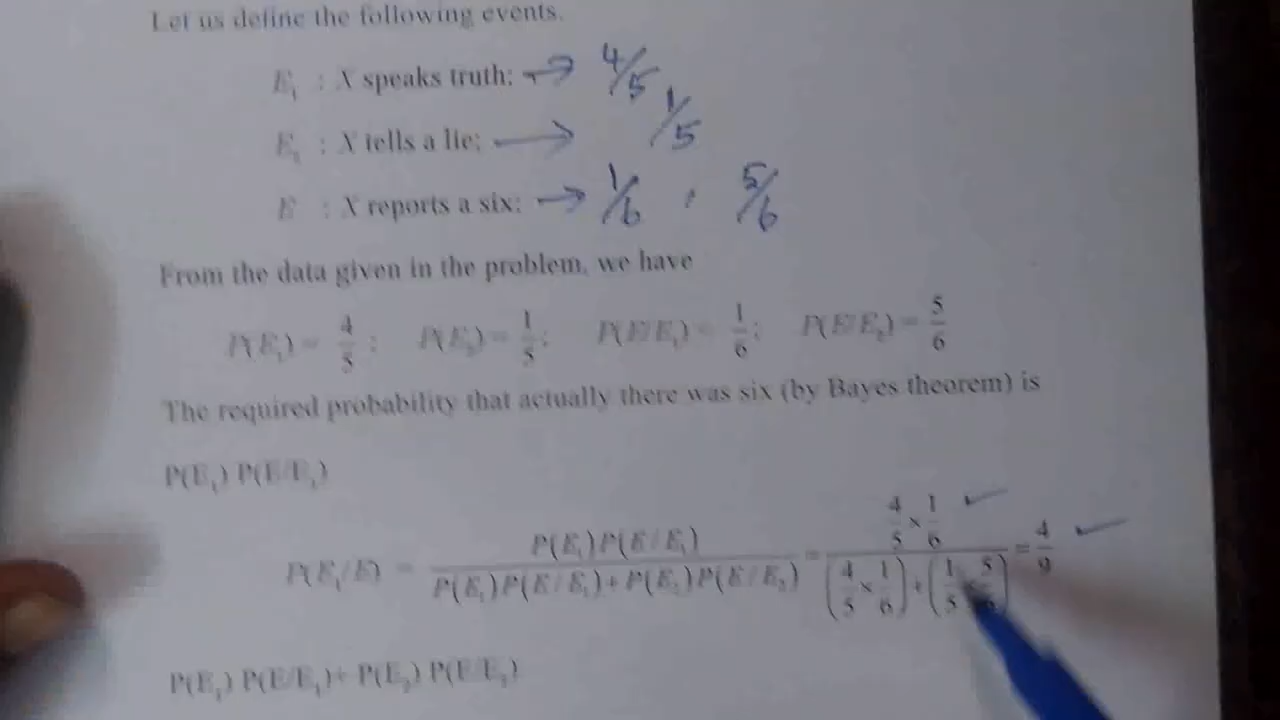 Let us define the following events.
E₁ : X speaks truth: → 4/5
E₂ : X tells a lie; → 1/5
E : X reports a six: → 1/6 , 5/6
From the data given in the problem, we have
P(E₁) = 4/5 ; P(E₂) = 1/5 ; P(E/E₁) = 1/6 ; P(E/E₂) = 5/6
The required probability that actually there was six (by Bayes theorem) is
P(E₁) P(E/E₁)
P(E₁/E) = P(E₁)P(E/E₁) / P(E₁)P(E/E₁)+P(E₂)P(E/E₂) = 4/5 × 1/6 / (4/5 × 1/6) + (1/5 × 5/6) = 4/9
P(E₁) P(E/E₁)+ P(E₂) P(E/E₂)